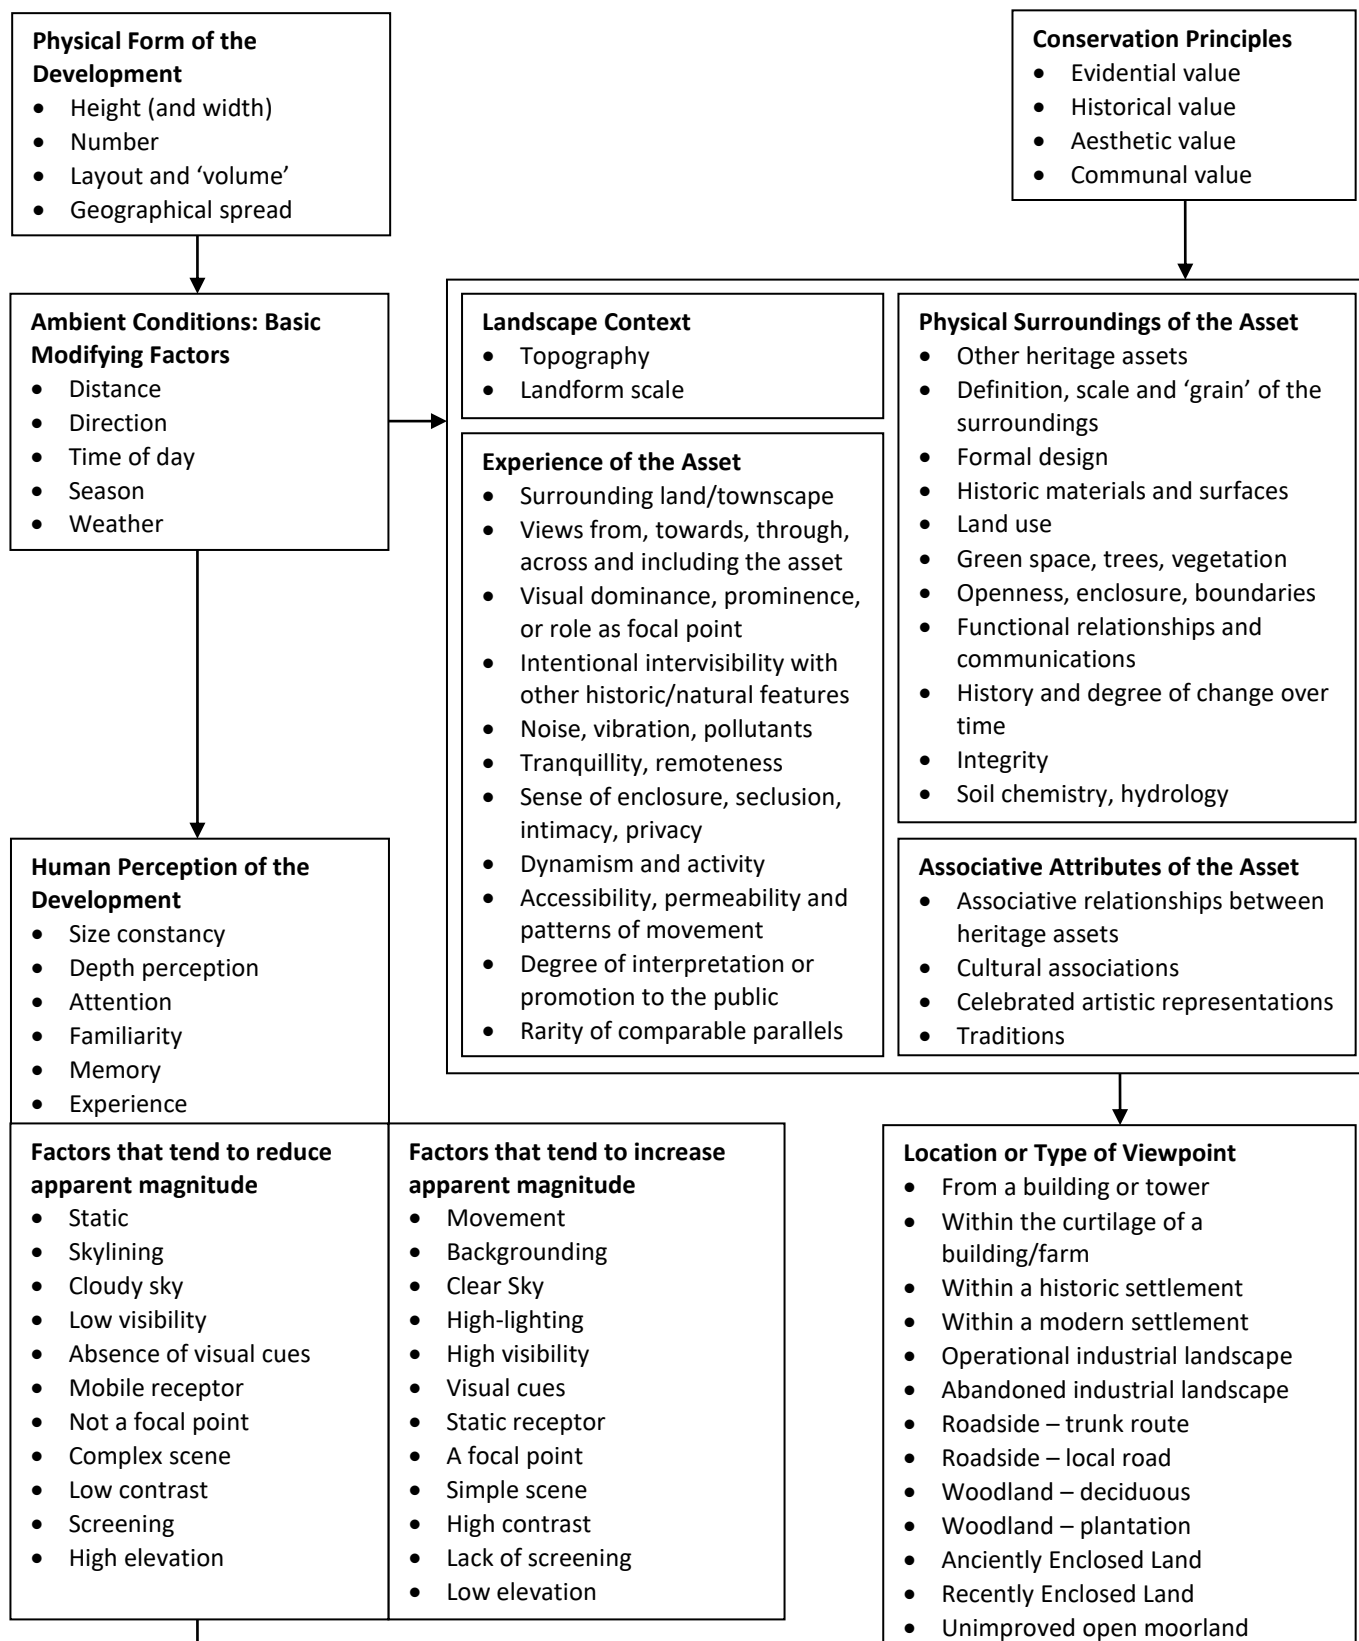 Physical Form of the
Development
• Height (and width)
• Number
• Layout and ‘volume’
• Geographical spread
Conservation Principles
• Evidential value
• Historical value
• Aesthetic value
• Communal value
Ambient Conditions: Basic
Modifying Factors
• Distance
• Direction
• Time of day
• Season
• Weather
Landscape Context
• Topography
• Landform scale
Experience of the Asset
• Surrounding land/townscape
• Views from, towards, through,
across and including the asset
• Visual dominance, prominence,
or role as focal point
• Intentional intervisibility with
other historic/natural features
• Noise, vibration, pollutants
• Tranquillity, remoteness
• Sense of enclosure, seclusion,
intimacy, privacy
• Dynamism and activity
• Accessibility, permeability and
patterns of movement
• Degree of interpretation or
promotion to the public
• Rarity of comparable parallels
Physical Surroundings of the Asset
• Other heritage assets
• Definition, scale and ‘grain’ of the
surroundings
• Formal design
• Historic materials and surfaces
• Land use
• Green space, trees, vegetation
• Openness, enclosure, boundaries
• Functional relationships and
communications
• History and degree of change over
time
• Integrity
• Soil chemistry, hydrology
Associative Attributes of the Asset
• Associative relationships between
heritage assets
• Cultural associations
• Celebrated artistic representations
• Traditions
Human Perception of the
Development
• Size constancy
• Depth perception
• Attention
• Familiarity
• Memory
• Experience
Factors that tend to reduce
apparent magnitude
• Static
• Skylining
• Cloudy sky
• Low visibility
• Absence of visual cues
• Mobile receptor
• Not a focal point
• Complex scene
• Low contrast
• Screening
• High elevation
Factors that tend to increase
apparent magnitude
• Movement
• Backgrounding
• Clear Sky
• High-lighting
• High visibility
• Visual cues
• Static receptor
• A focal point
• Simple scene
• High contrast
• Lack of screening
• Low elevation
Location or Type of Viewpoint
• From a building or tower
• Within the curtilage of a
building/farm
• Within a historic settlement
• Within a modern settlement
• Operational industrial landscape
• Abandoned industrial landscape
• Roadside – trunk route
• Roadside – local road
• Woodland – deciduous
• Woodland – plantation
• Anciently Enclosed Land
• Recently Enclosed Land
• Unimproved open moorland